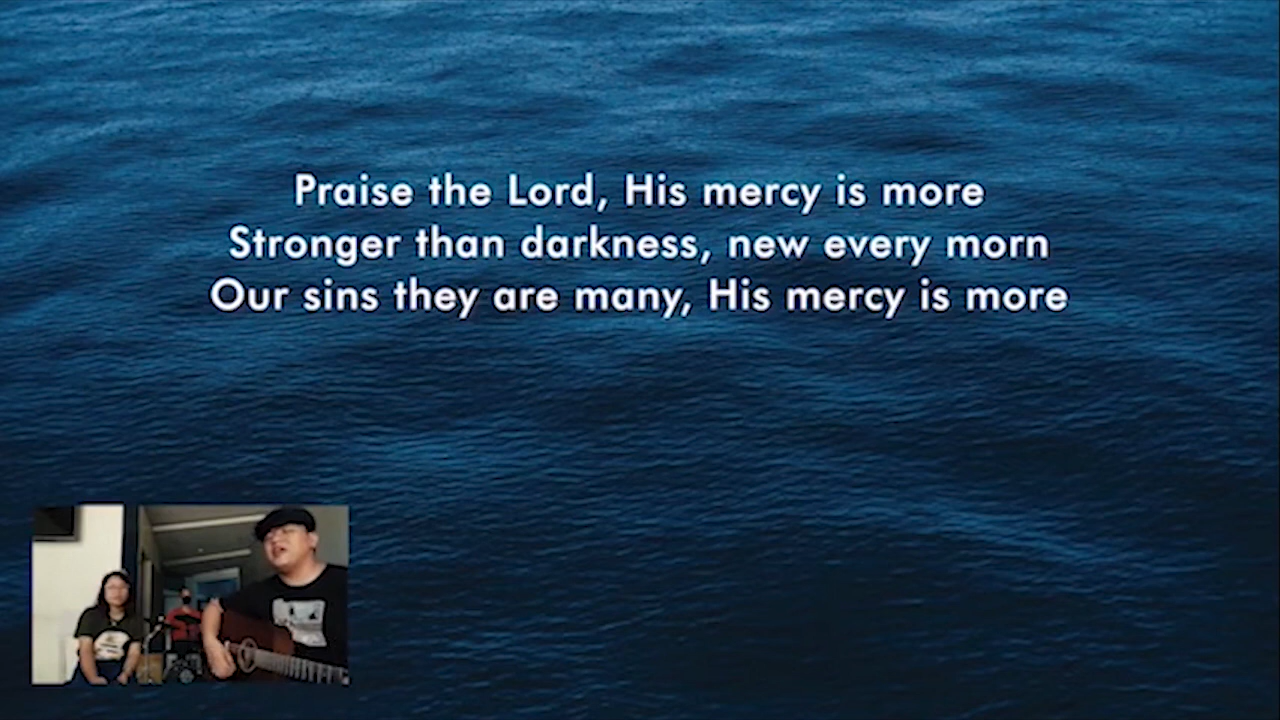 Praise the Lord, His mercy is more
Stronger than darkness, new every morn
Our sins they are many, His mercy is more